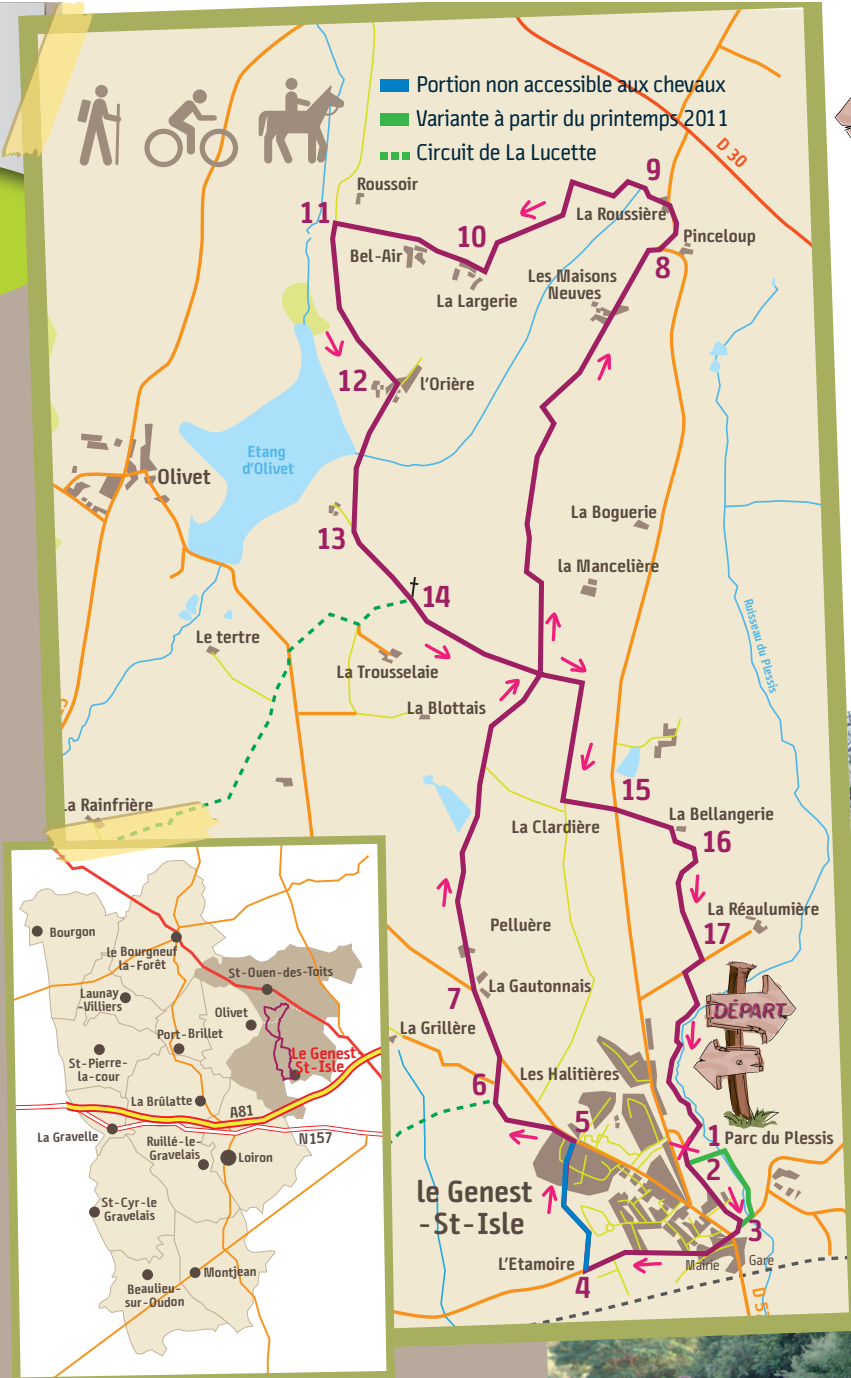 Portion non accessible aux chevaux
Variante à partir du printemps 2011
Circuit de La Lucette
D 30
9
Roussoir
La Roussière
11
10
Pinceloup
Bel-Air
8
Les Maisons
Neuves
La Largerie
12
l'Orière
Etang
d'Olivet
Olivet
La Boguerie
13
la Mancelière
14
Ruisseau du Plessis
Le tertre
La Trousselaie
La Blottais
15
La Rainfrière
La Clardière
La Bellangerie
16
La Réaulumière
Pelluère
17
La Gautonnais
7
DÉPART
La Grillère
Les Halitières
6
5
1
Parc du Plessis
2
le Genest
-St-Isle
3
L'Etamoire
Mairie
Gare
4
D 5
Bourgon
le Bourgneuf
la-Forêt
St-Ouen-des-Toits
Launay
-Villiers
Olivet
Port-Brillet
St-Pierre-
la-cour
Le Genest-
St-Isle
La Brûlatte
A81
La Gravelle
N157
Ruillé-le-
Gravelais
Loiron
St-Cyr-le
Gravelais
Montjean
Beaulieu-
sur-Oudon